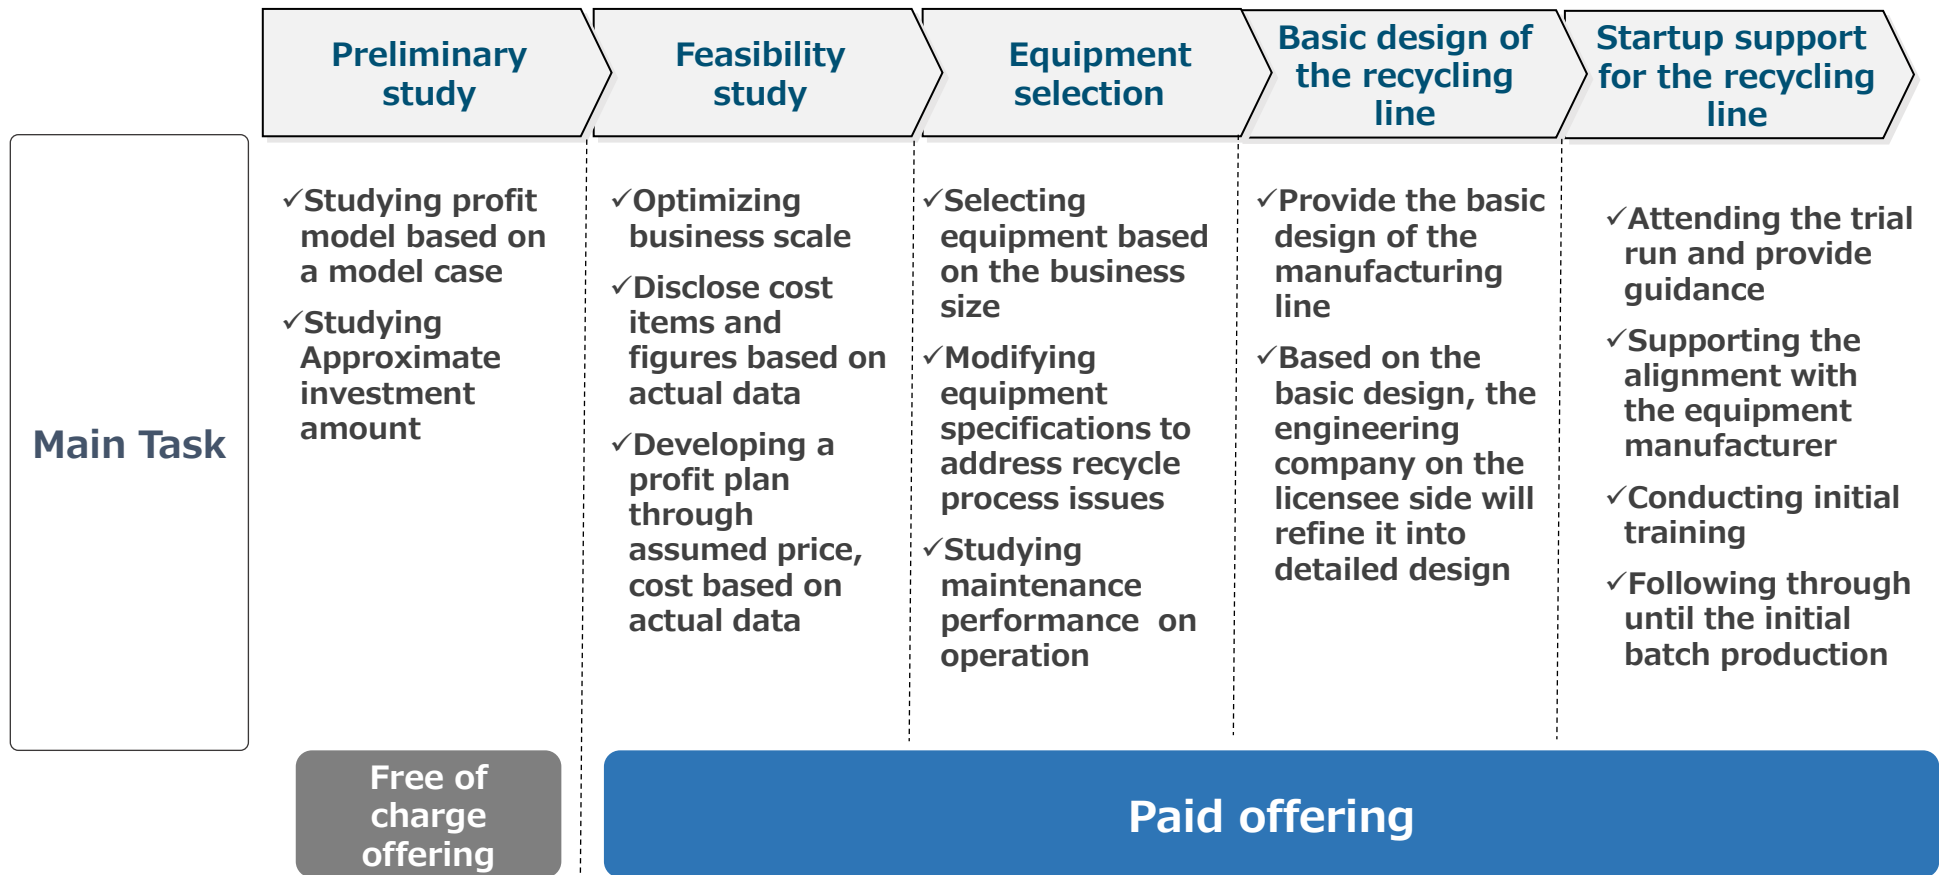 Preliminary
study
Feasibility
study
Equipment
selection
Basic design of
the recycling
line
Startup support
for the recycling
line
Main Task
✓Studying profit
model based on
a model case
✓Studying
Approximate
investment
amount
✓Optimizing
business scale
✓Disclose cost
items and
figures based on
actual data
✓Developing a
profit plan
through
assumed price,
cost based on
actual data
✓Selecting
equipment based
on the business
size
✓Modifying
equipment
specifications to
address recycle
process issues
✓Studying
maintenance
performance on
operation
✓Provide the basic
design of the
manufacturing
line
✓Based on the
basic design, the
engineering
company on the
licensee side will
refine it into
detailed design
✓Attending the trial
run and provide
guidance
✓Supporting the
alignment with
the equipment
manufacturer
✓Conducting initial
training
✓Following through
until the initial
batch production
Free of
charge
offering
Paid offering